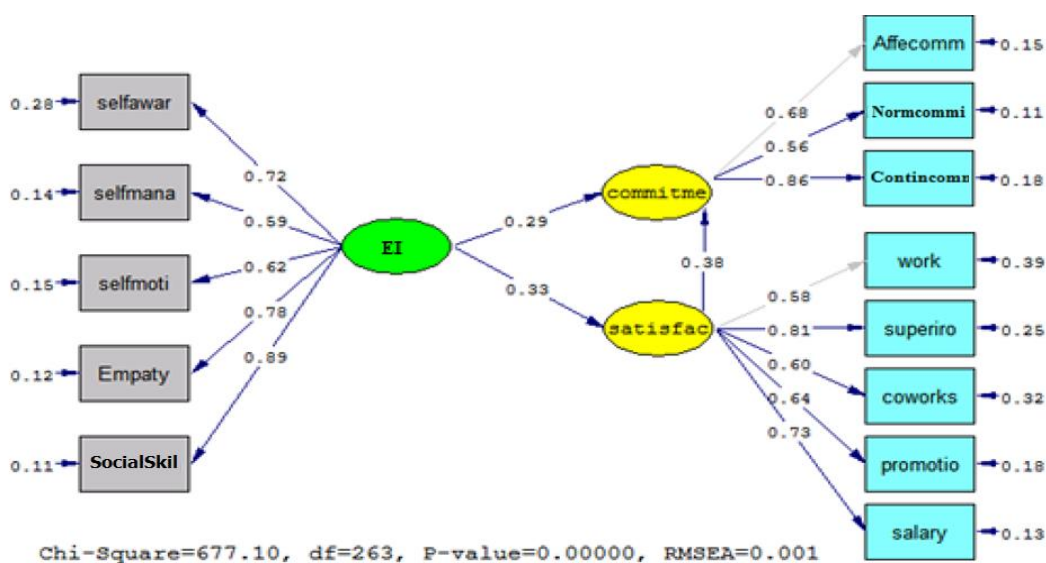 Affecomm
0.15
selfawar
0.28
0.68
Normcommi
0.11
0.56
0.72
commitme
0.86
Contincomm
0.18
selfmana
0.14
0.59
0.29
EI
0.38
work
0.39
selfmoti
0.15
0.62
0.33
0.58
0.78
satisfac
0.81
superiro
0.25
0.89
0.60
Empaty
0.12
0.64
coworks
0.32
0.73
SocialSkil
0.11
promotio
0.18
salary
0.13
Chi-Square=677.10, df=263, P-value=0.00000, RMSEA=0.001